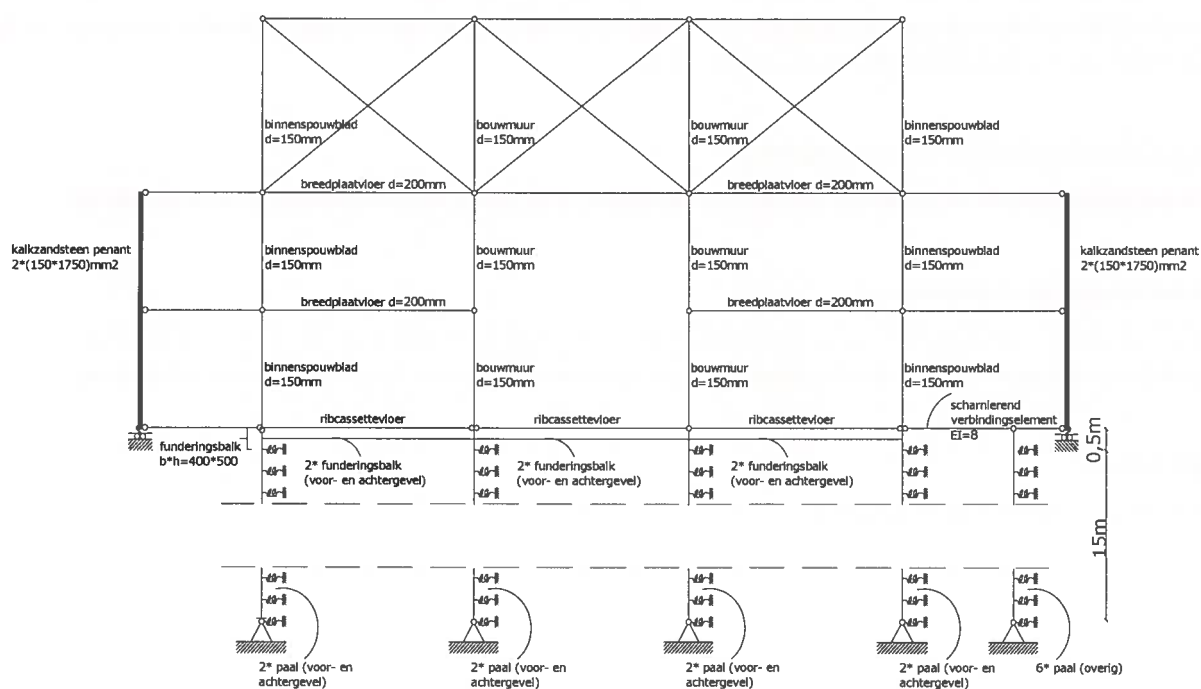 binnenspouwblad
d=150mm
bouwmuur
d=150mm
bouwmuur
d=150mm
binnenspouwblad
d=150mm
breedplaatvloer d=200mm
breedplaatvloer d=200mm
kalkzandsteen penant
2*(150*1750)mm2
binnenspouwblad
d=150mm
bouwmuur
d=150mm
bouwmuur
d=150mm
binnenspouwblad
d=150mm
kalkzandsteen penant
2*(150*1750)mm2
breedplaatvloer d=200mm
breedplaatvloer d=200mm
binnenspouwblad
d=150mm
bouwmuur
d=150mm
bouwmuur
d=150mm
binnenspouwblad
d=150mm
ribcassettevloer
ribcassettevloer
ribcassettevloer
scharnierend
verbindingselement
EI=8
funderingsbalk
b*h=400*500
2* funderingsbalk
(voor- en achtergevel)
2* funderingsbalk
(voor- en achtergevel)
2* funderingsbalk
(voor- en achtergevel)
0,5m
15m
2* paal (voor- en
achtergevel)
2* paal (voor- en
achtergevel)
2* paal (voor- en
achtergevel)
2* paal (voor- en
achtergevel)
6* paal (overig)